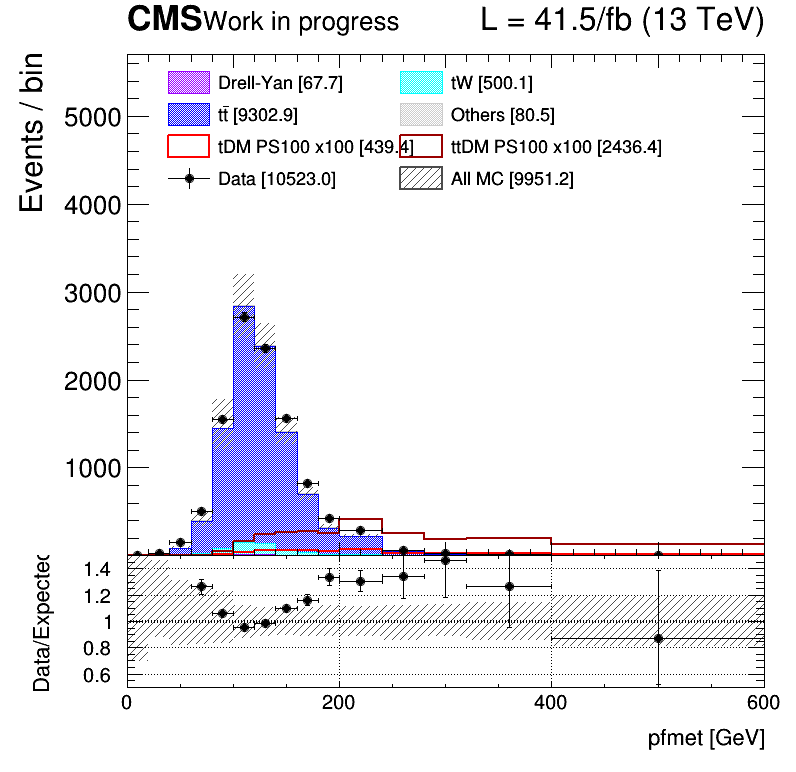 CMS Work in progress L = 41.5/fb (13 TeV)
Events / bin
Drell-Yan [67.7] tW [500.1]
tt̄ [9302.9] Others [80.5]
tDM PS100 x100 [439.4] ttDM PS100 x100 [2436.4]
Data [10523.0] All MC [9951.2]
5000
4000
3000
2000
1000
Data/Expected
1.4
1.2
1
0.8
0.6
0 200 400 600
pfmet [GeV]